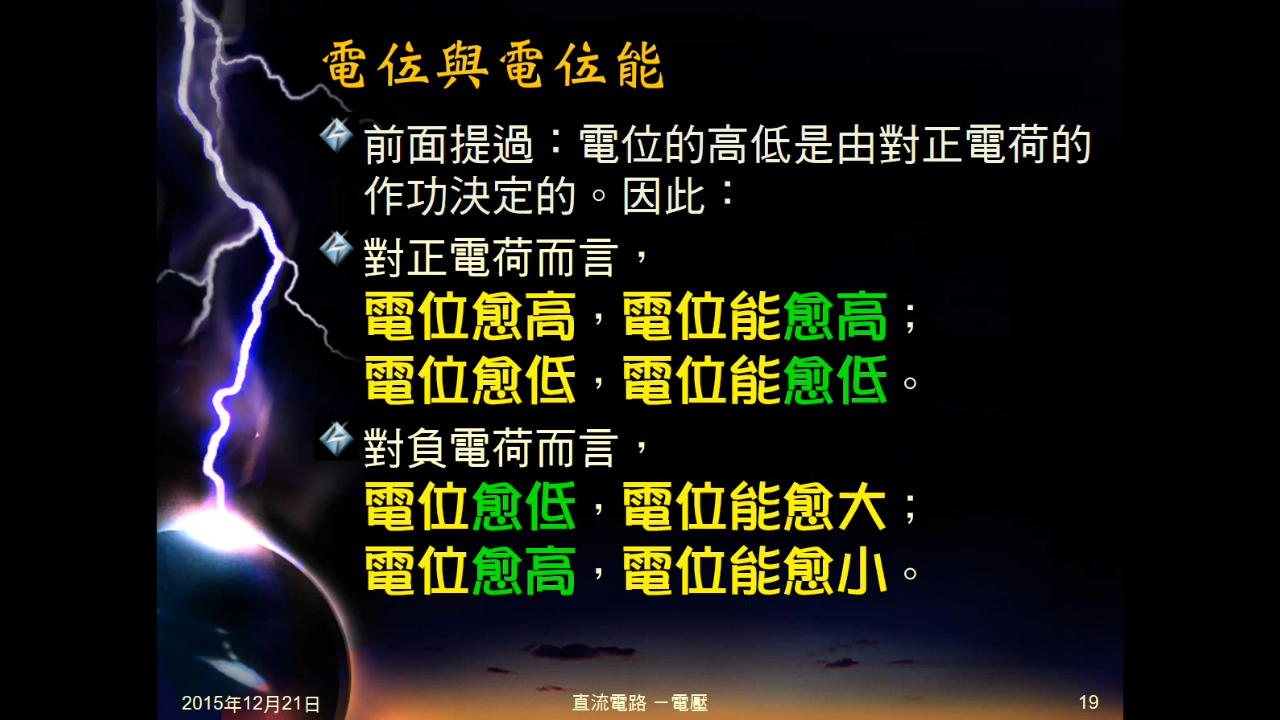 電位與電位能
前面提過：電位的高低是由對正電荷的
作功決定的。因此：
對正電荷而言，
電位愈高，電位能愈高；
電位愈低，電位能愈低。
對負電荷而言，
電位愈低，電位能愈大；
電位愈高，電位能愈小。
2015年12月21日
直流電路 － 電壓
19